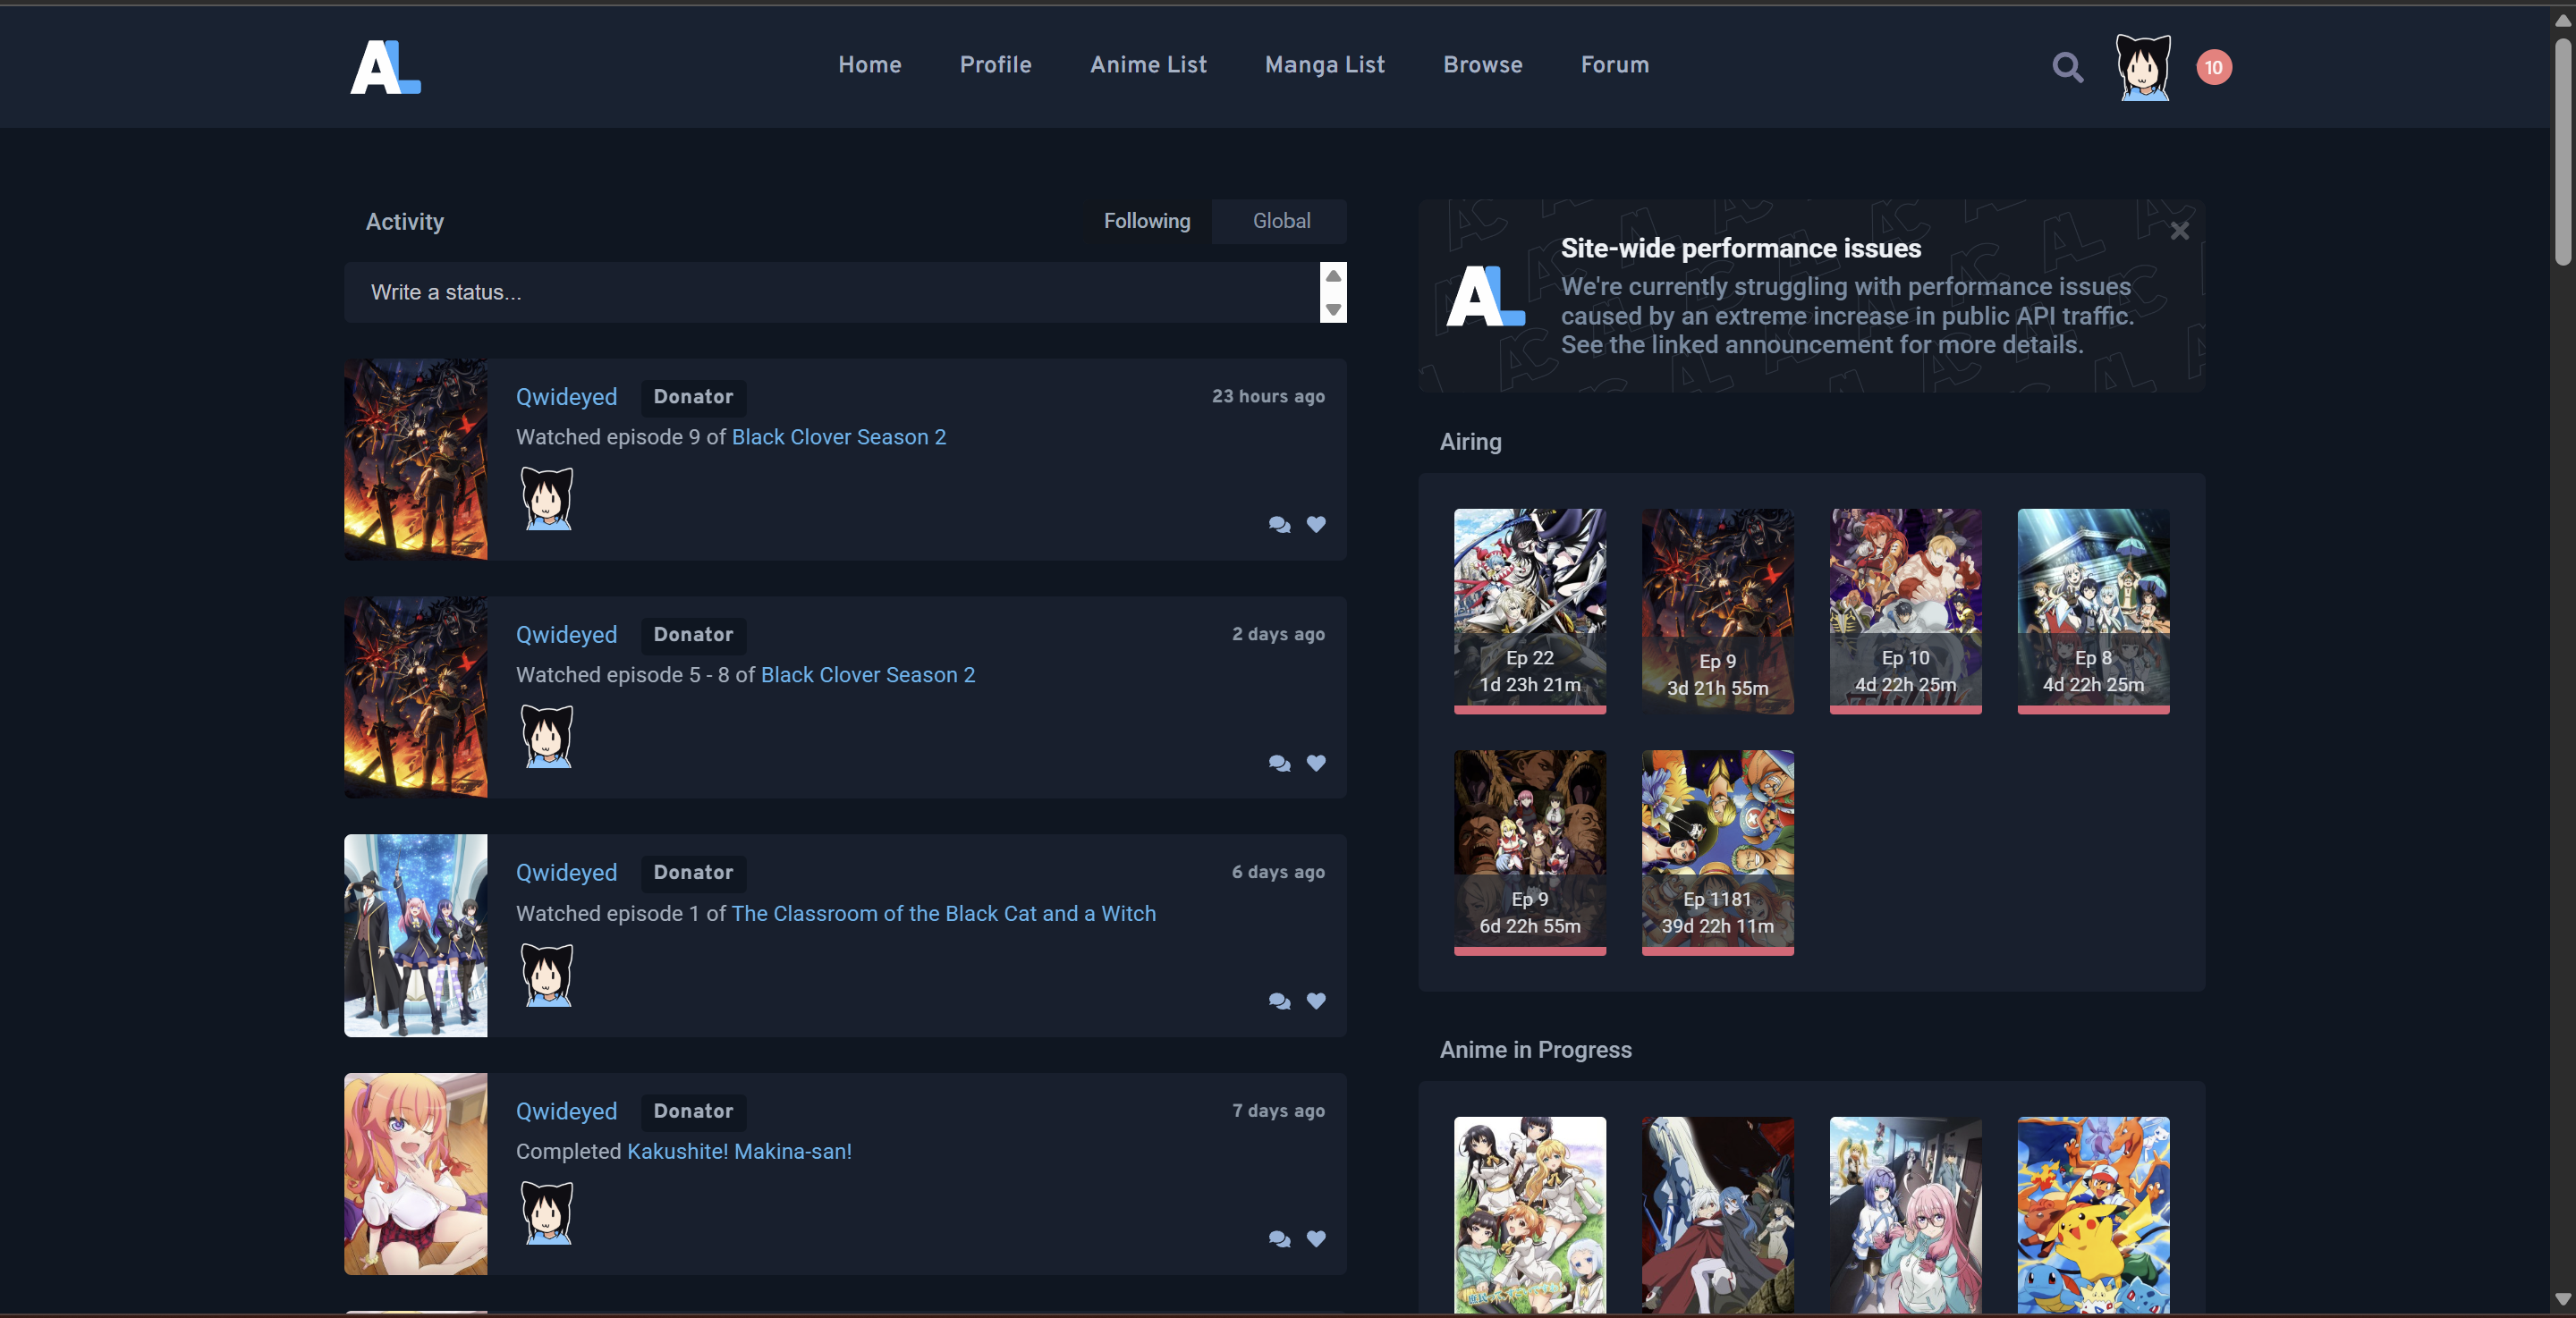 AL
Home
Profile
Anime List
Manga List
Browse
Forum
10
Activity
Following
Global
Write a status...
Qwideyed
Donator
23 hours ago
Watched episode 9 of Black Clover Season 2
Qwideyed
Donator
2 days ago
Watched episode 5 - 8 of Black Clover Season 2
Qwideyed
Donator
6 days ago
Watched episode 1 of The Classroom of the Black Cat and a Witch
Qwideyed
Donator
7 days ago
Completed Kakushite! Makina-san!
AL
Site-wide performance issues
We're currently struggling with performance issues
caused by an extreme increase in public API traffic.
See the linked announcement for more details.
Airing
Ep 22
1d 23h 21m
Ep 9
3d 21h 55m
Ep 10
4d 22h 25m
Ep 8
4d 22h 25m
Ep 9
6d 22h 55m
Ep 1181
39d 22h 11m
Anime in Progress